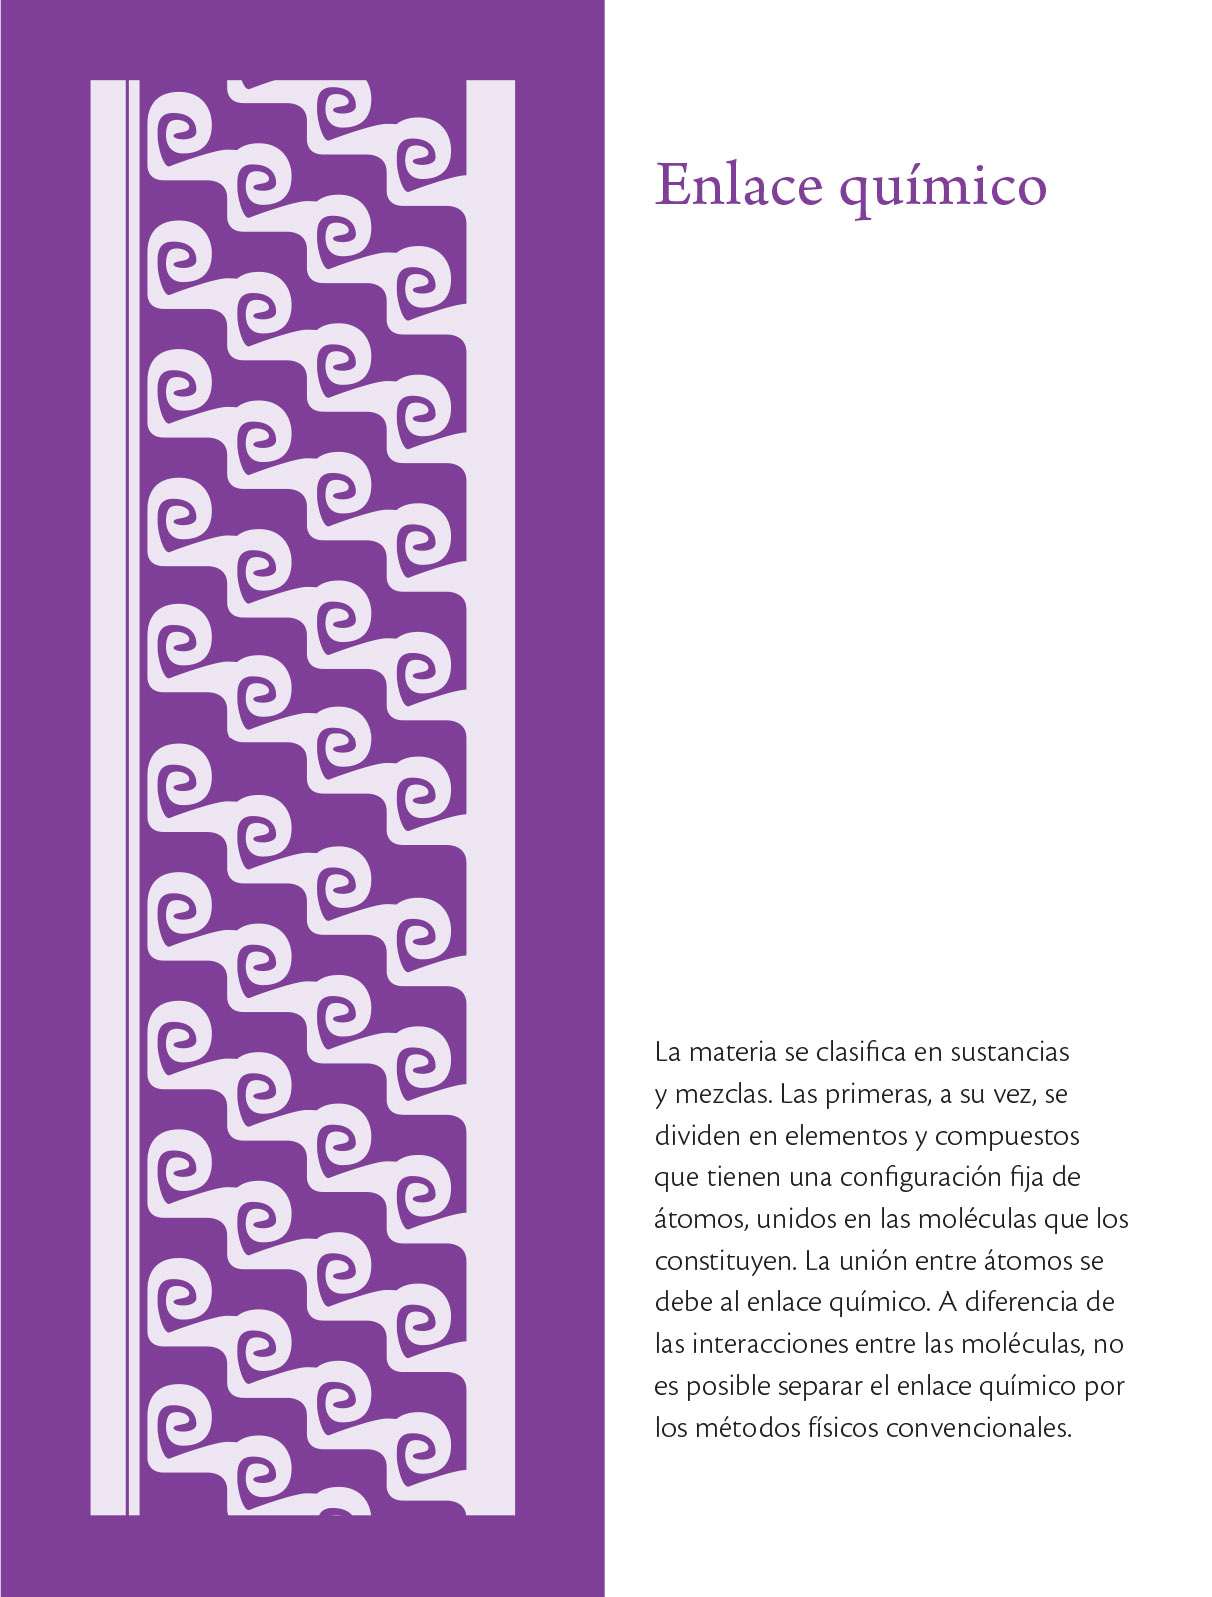 Enlace químico
La materia se clasifica en sustancias
y mezclas. Las primeras, a su vez, se
dividen en elementos y compuestos
que tienen una configuración fija de
átomos, unidos en las moléculas que los
constituyen. La unión entre átomos se
debe al enlace químico. A diferencia de
las interacciones entre las moléculas, no
es posible separar el enlace químico por
los métodos físicos convencionales.